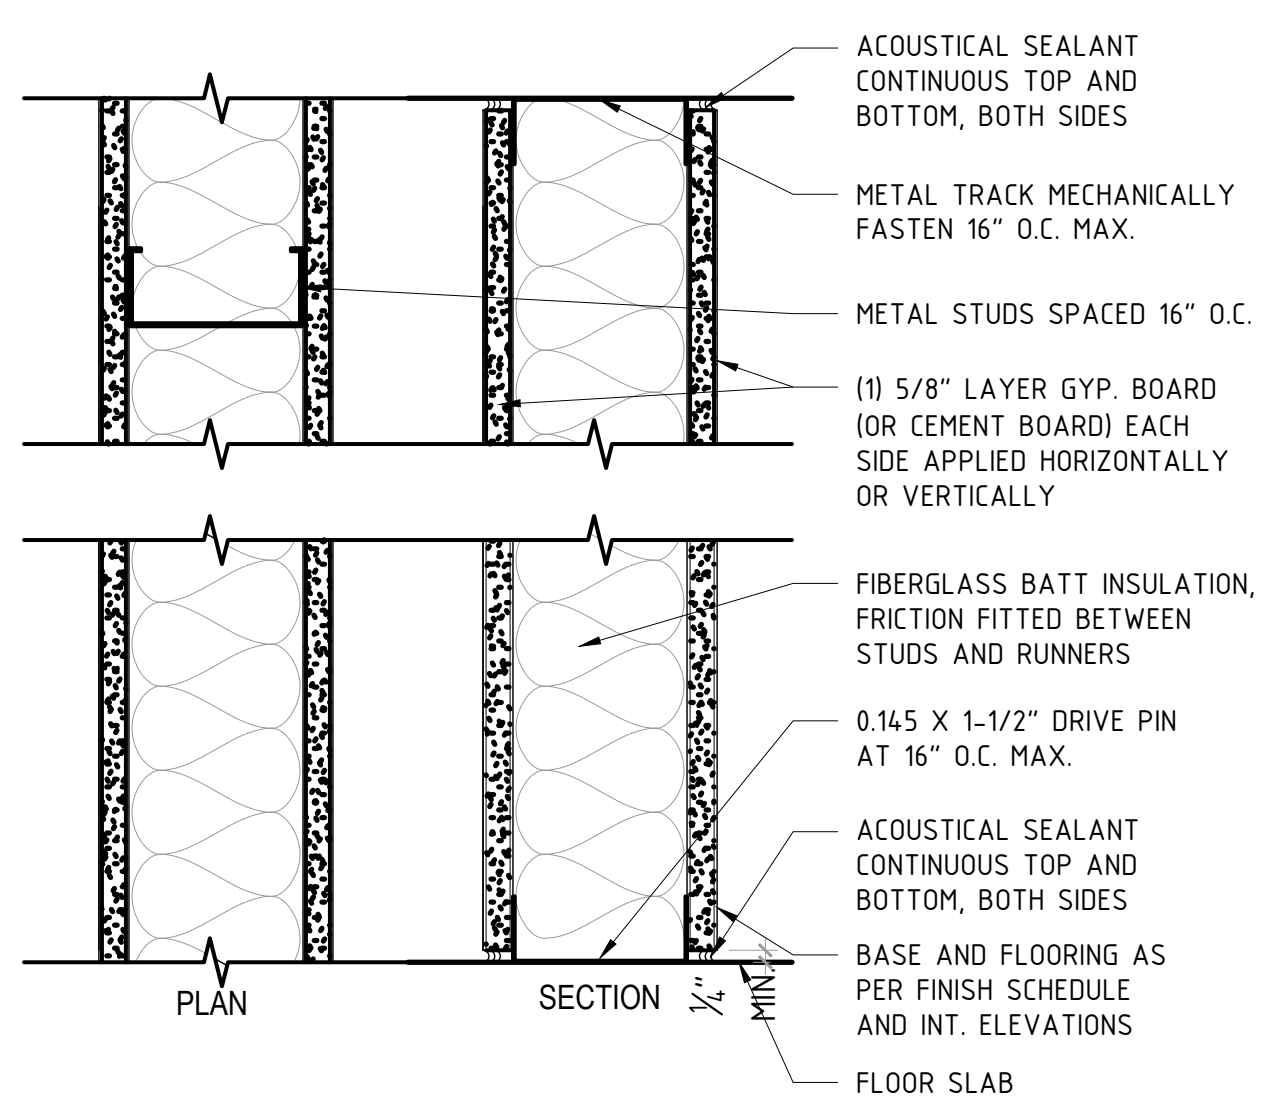 ACOUSTICAL SEALANT
CONTINUOUS TOP AND
BOTTOM, BOTH SIDES
METAL TRACK MECHANICALLY
FASTEN 16" O.C. MAX.
METAL STUDS SPACED 16" O.C.
(1) 5/8" LAYER GYP. BOARD
(OR CEMENT BOARD) EACH
SIDE APPLIED HORIZONTALLY
OR VERTICALLY
FIBERGLASS BATT INSULATION,
FRICTION FITTED BETWEEN
STUDS AND RUNNERS
0.145 X 1-1/2" DRIVE PIN
AT 16" O.C. MAX.
ACOUSTICAL SEALANT
CONTINUOUS TOP AND
BOTTOM, BOTH SIDES
BASE AND FLOORING AS
PER FINISH SCHEDULE
AND INT. ELEVATIONS
FLOOR SLAB
PLAN
SECTION
1/4"
MIN.